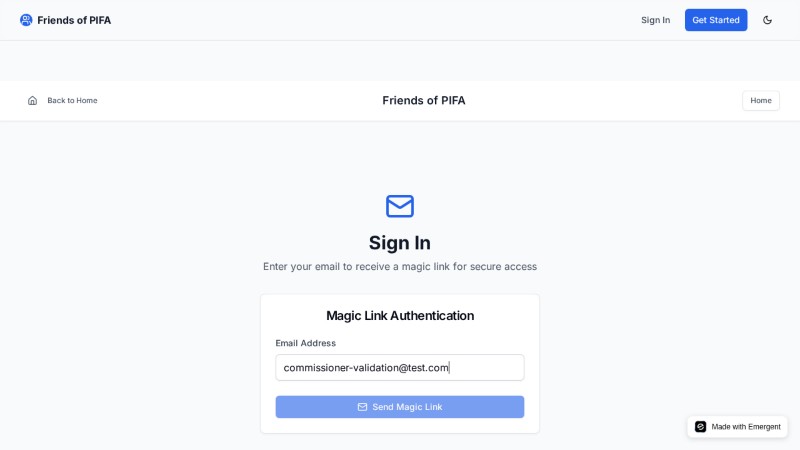 Friends of PIFA
Sign In
Get Started
Back to Home
Friends of PIFA
Home
Sign In
Enter your email to receive a magic link for secure access
Magic Link Authentication
Email Address
commissioner-validation@test.com
Send Magic Link
Made with Emergent